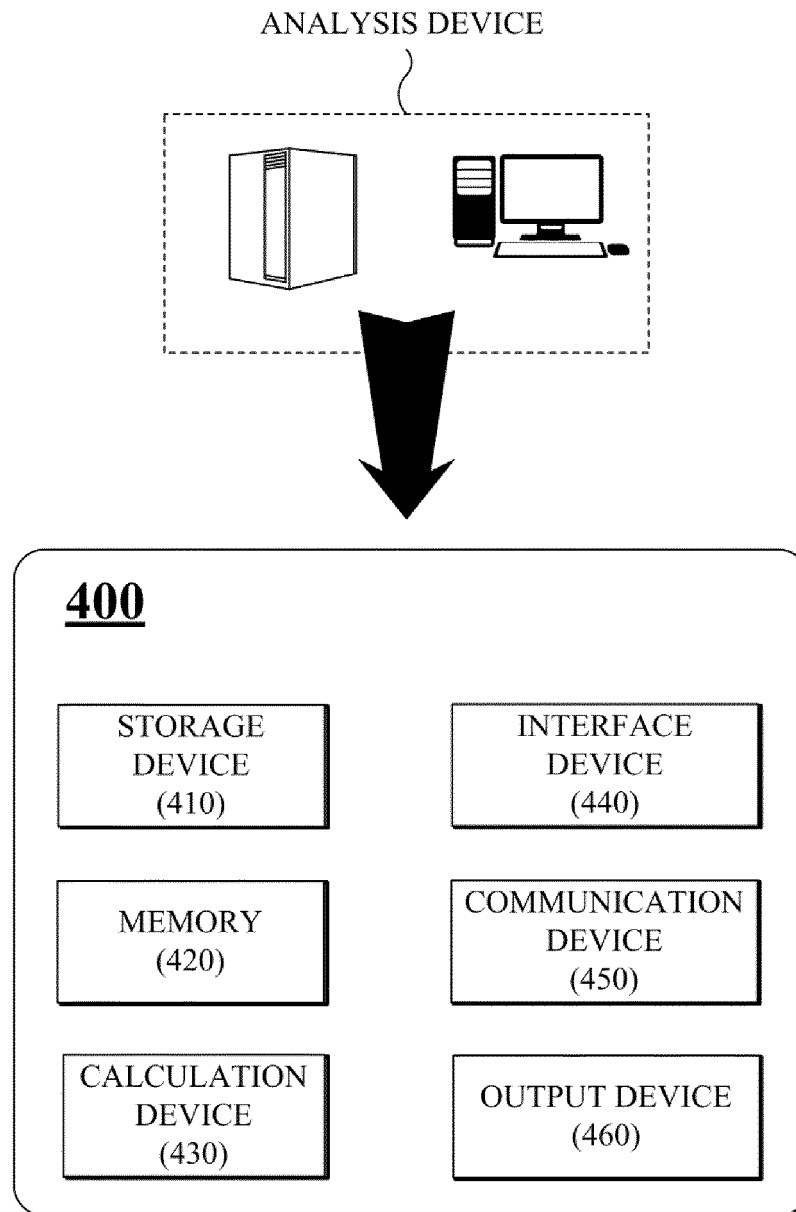 ANALYSIS DEVICE
400
STORAGE
DEVICE
(410)
INTERFACE
DEVICE
(440)
MEMORY
(420)
COMMUNICATION
DEVICE
(450)
CALCULATION
DEVICE
(430)
OUTPUT DEVICE
(460)